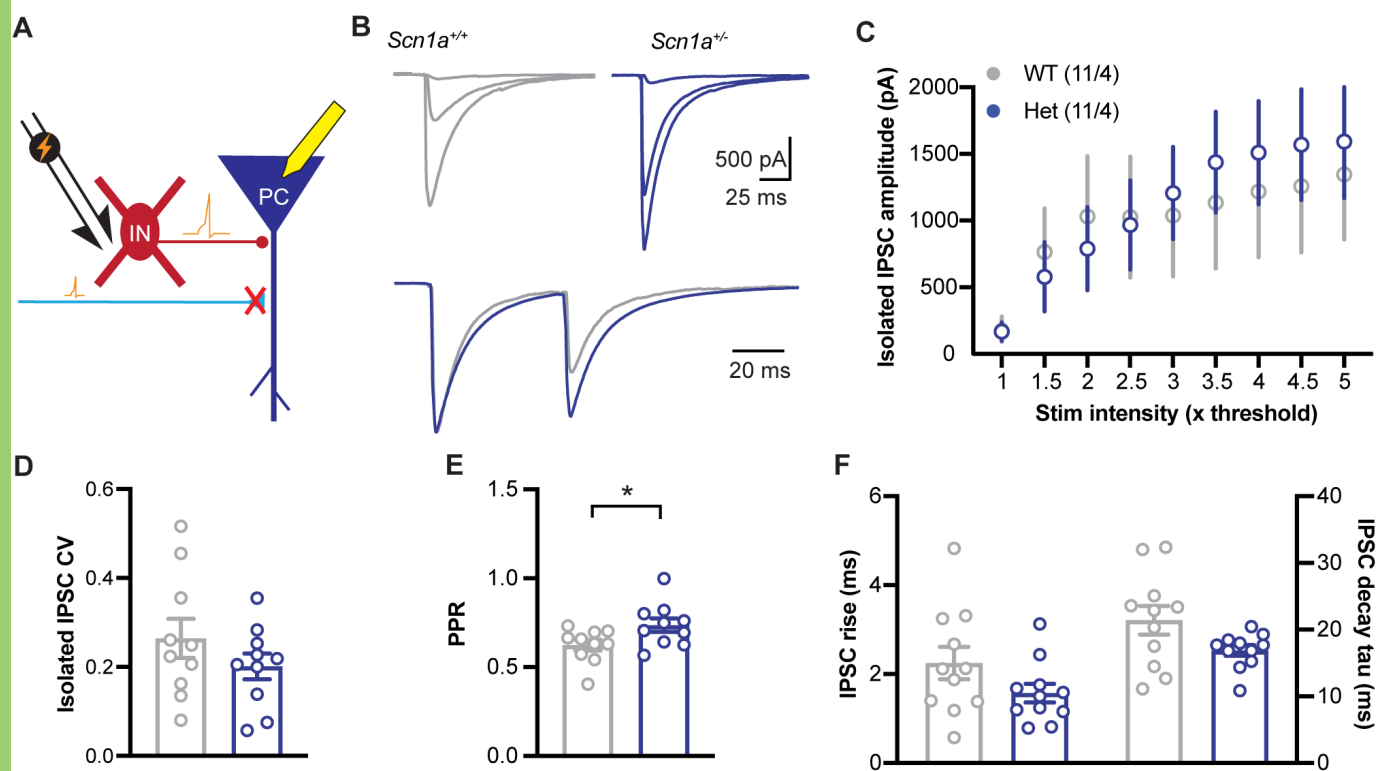 A
IN
PC
B
Scn1a+/+
Scn1a+/-
500 pA
25 ms
20 ms
C
Isolated IPSC amplitude (pA)
2000
1500
1000
500
0
WT (11/4)
Het (11/4)
1 1.5 2 2.5 3 3.5 4 4.5 5
Stim intensity (x threshold)
D
Isolated IPSC CV
0.6
0.4
0.2
0.0
E
PPR
1.5
1.0
0.5
0.0
*
F
IPSC rise (ms)
6
4
2
0
40
30
20
10
0
IPSC decay tau (ms)